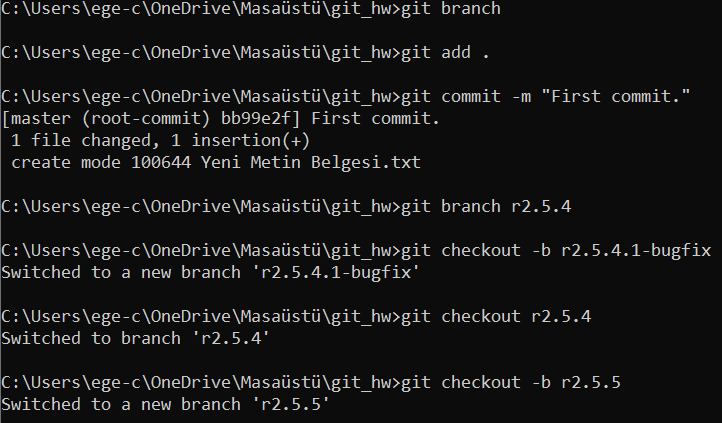 C:\Users\ege-c\OneDrive\Masaüstü\git_hw>git branch
C:\Users\ege-c\OneDrive\Masaüstü\git_hw>git add .
C:\Users\ege-c\OneDrive\Masaüstü\git_hw>git commit -m "First commit."
[master (root-commit) bb99e2f] First commit.
 1 file changed, 1 insertion(+)
 create mode 100644 Yeni Metin Belgesi.txt
C:\Users\ege-c\OneDrive\Masaüstü\git_hw>git branch r2.5.4
C:\Users\ege-c\OneDrive\Masaüstü\git_hw>git checkout -b r2.5.4.1-bugfix
Switched to a new branch 'r2.5.4.1-bugfix'
C:\Users\ege-c\OneDrive\Masaüstü\git_hw>git checkout r2.5.4
Switched to branch 'r2.5.4'
C:\Users\ege-c\OneDrive\Masaüstü\git_hw>git checkout -b r2.5.5
Switched to a new branch 'r2.5.5'